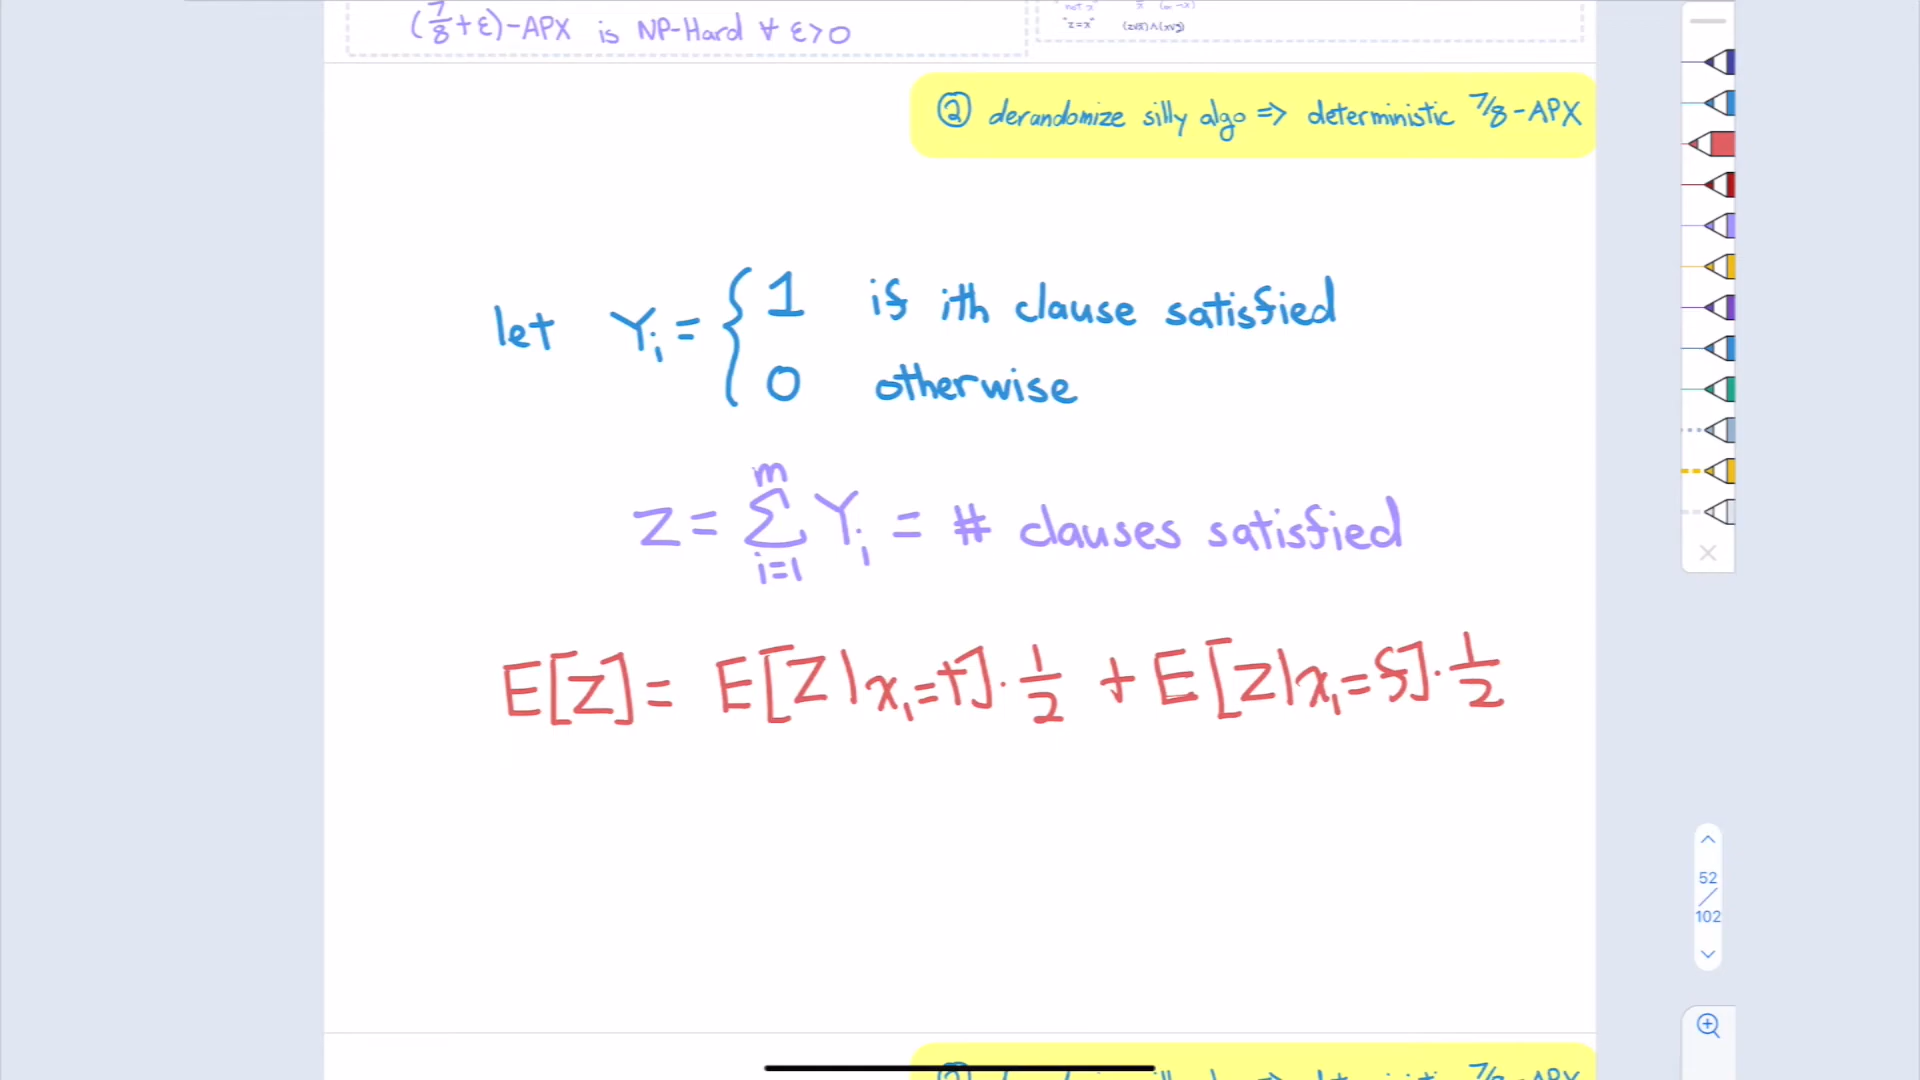 (7/8+ε)-APX is NP-Hard ∀ ε>0
"not x"
"z=x"
② derandomize silly algo => deterministic 7/8-APX
let Yᵢ = { 1 if ith clause satisfied
0 otherwise
Z = ∑ᵢ₌₁ᵐ Yᵢ = # clauses satisfied
E[Z] = E[Z|x₁=t]·1/2 + E[Z|x₁=f]·1/2
52
/
102